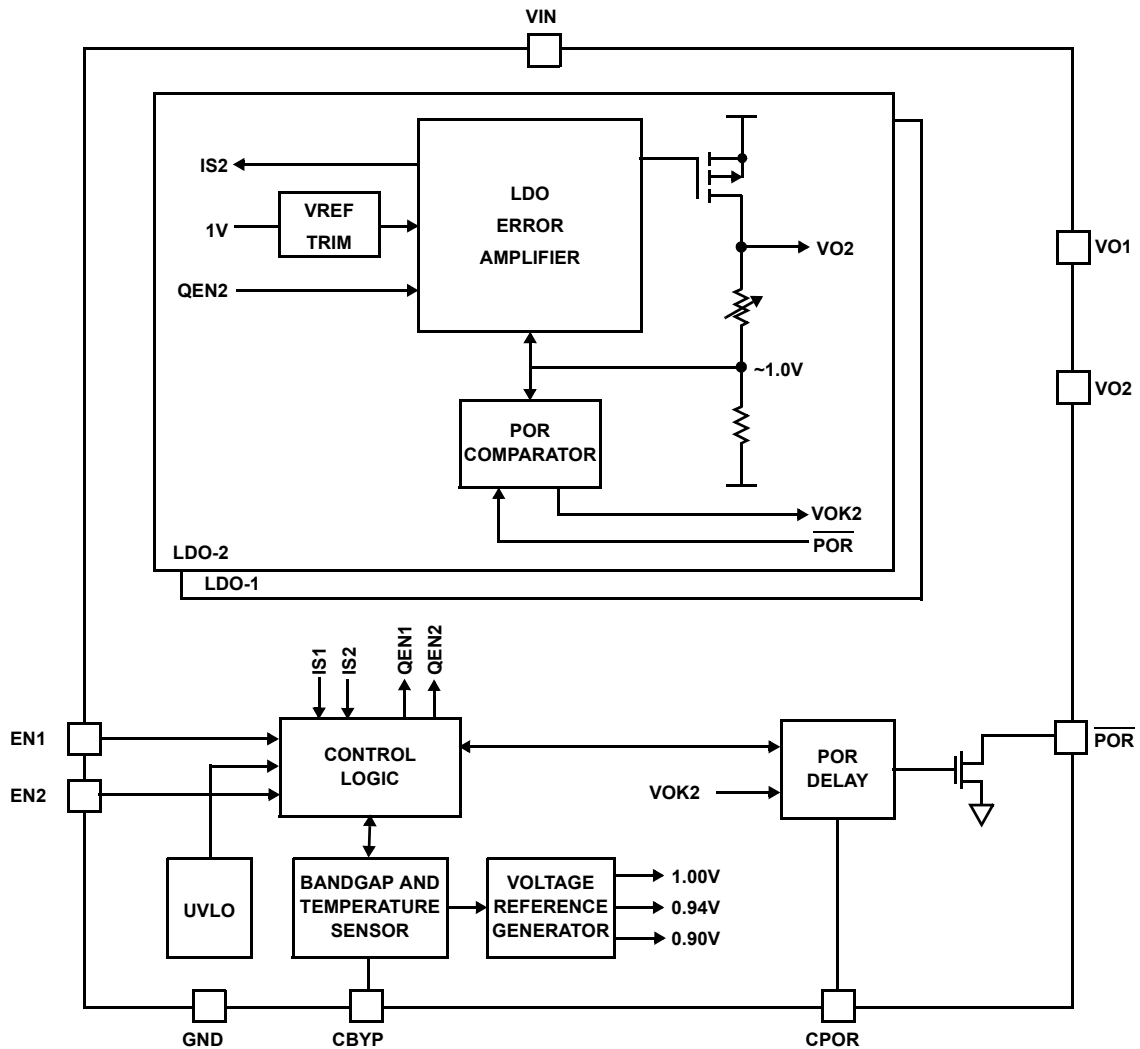 VIN
IS2
1V
VREF
TRIM
QEN2
LDO
ERROR
AMPLIFIER
VO2
~1.0V
POR
COMPARATOR
VOK2
POR
LDO-2
LDO-1
VO1
VO2
IS1
IS2
QEN1
QEN2
EN1
EN2
CONTROL
LOGIC
POR
DELAY
VOK2
POR
UVLO
BANDGAP AND
TEMPERATURE
SENSOR
VOLTAGE
REFERENCE
GENERATOR
1.00V
0.94V
0.90V
GND
CBYP
CPOR